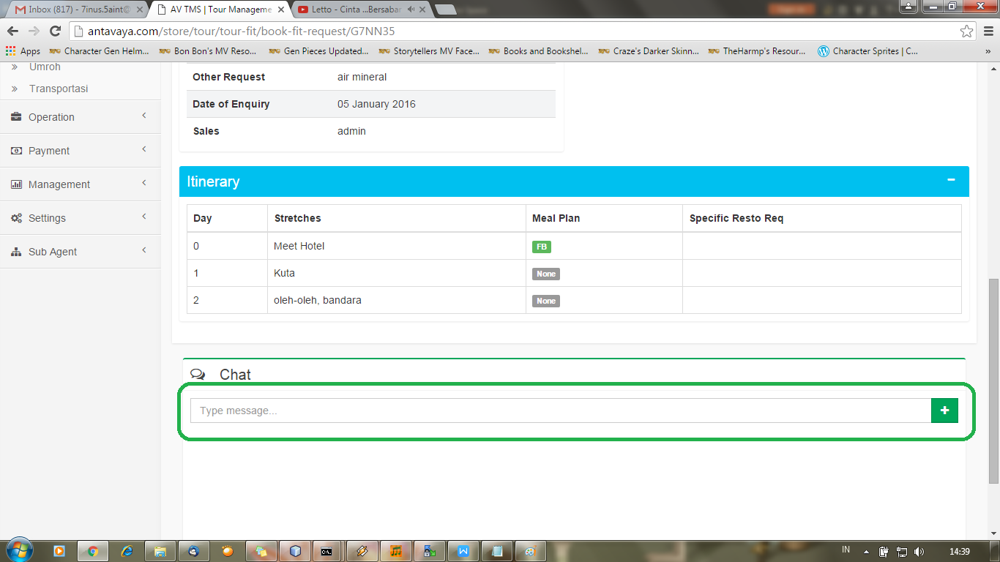 Inbox (817) - 7inus.5aint@
AV TMS | Tour Manageme
Letto - Cinta ...Bersabar
antavaya.com/store/tour/tour-fit/book-fit-request/G7NN35
Apps
Character Gen Helm...
Bon Bon's MV Reso...
Gen Pieces Updated...
Storytellers MV Face...
Books and Bookshel...
Craze's Darker Skinn...
TheHarmp's Resour...
Character Sprites | C...
»
» Umroh
» Transportasi
Operation
Payment
Management
Settings
Sub Agent
Other Request air mineral
Date of Enquiry 05 January 2016
Sales admin
Itinerary
Day Stretches Meal Plan Specific Resto Req
0 Meet Hotel FB
1 Kuta None
2 oleh-oleh, bandara None
Chat
Type message...
IN 14:39